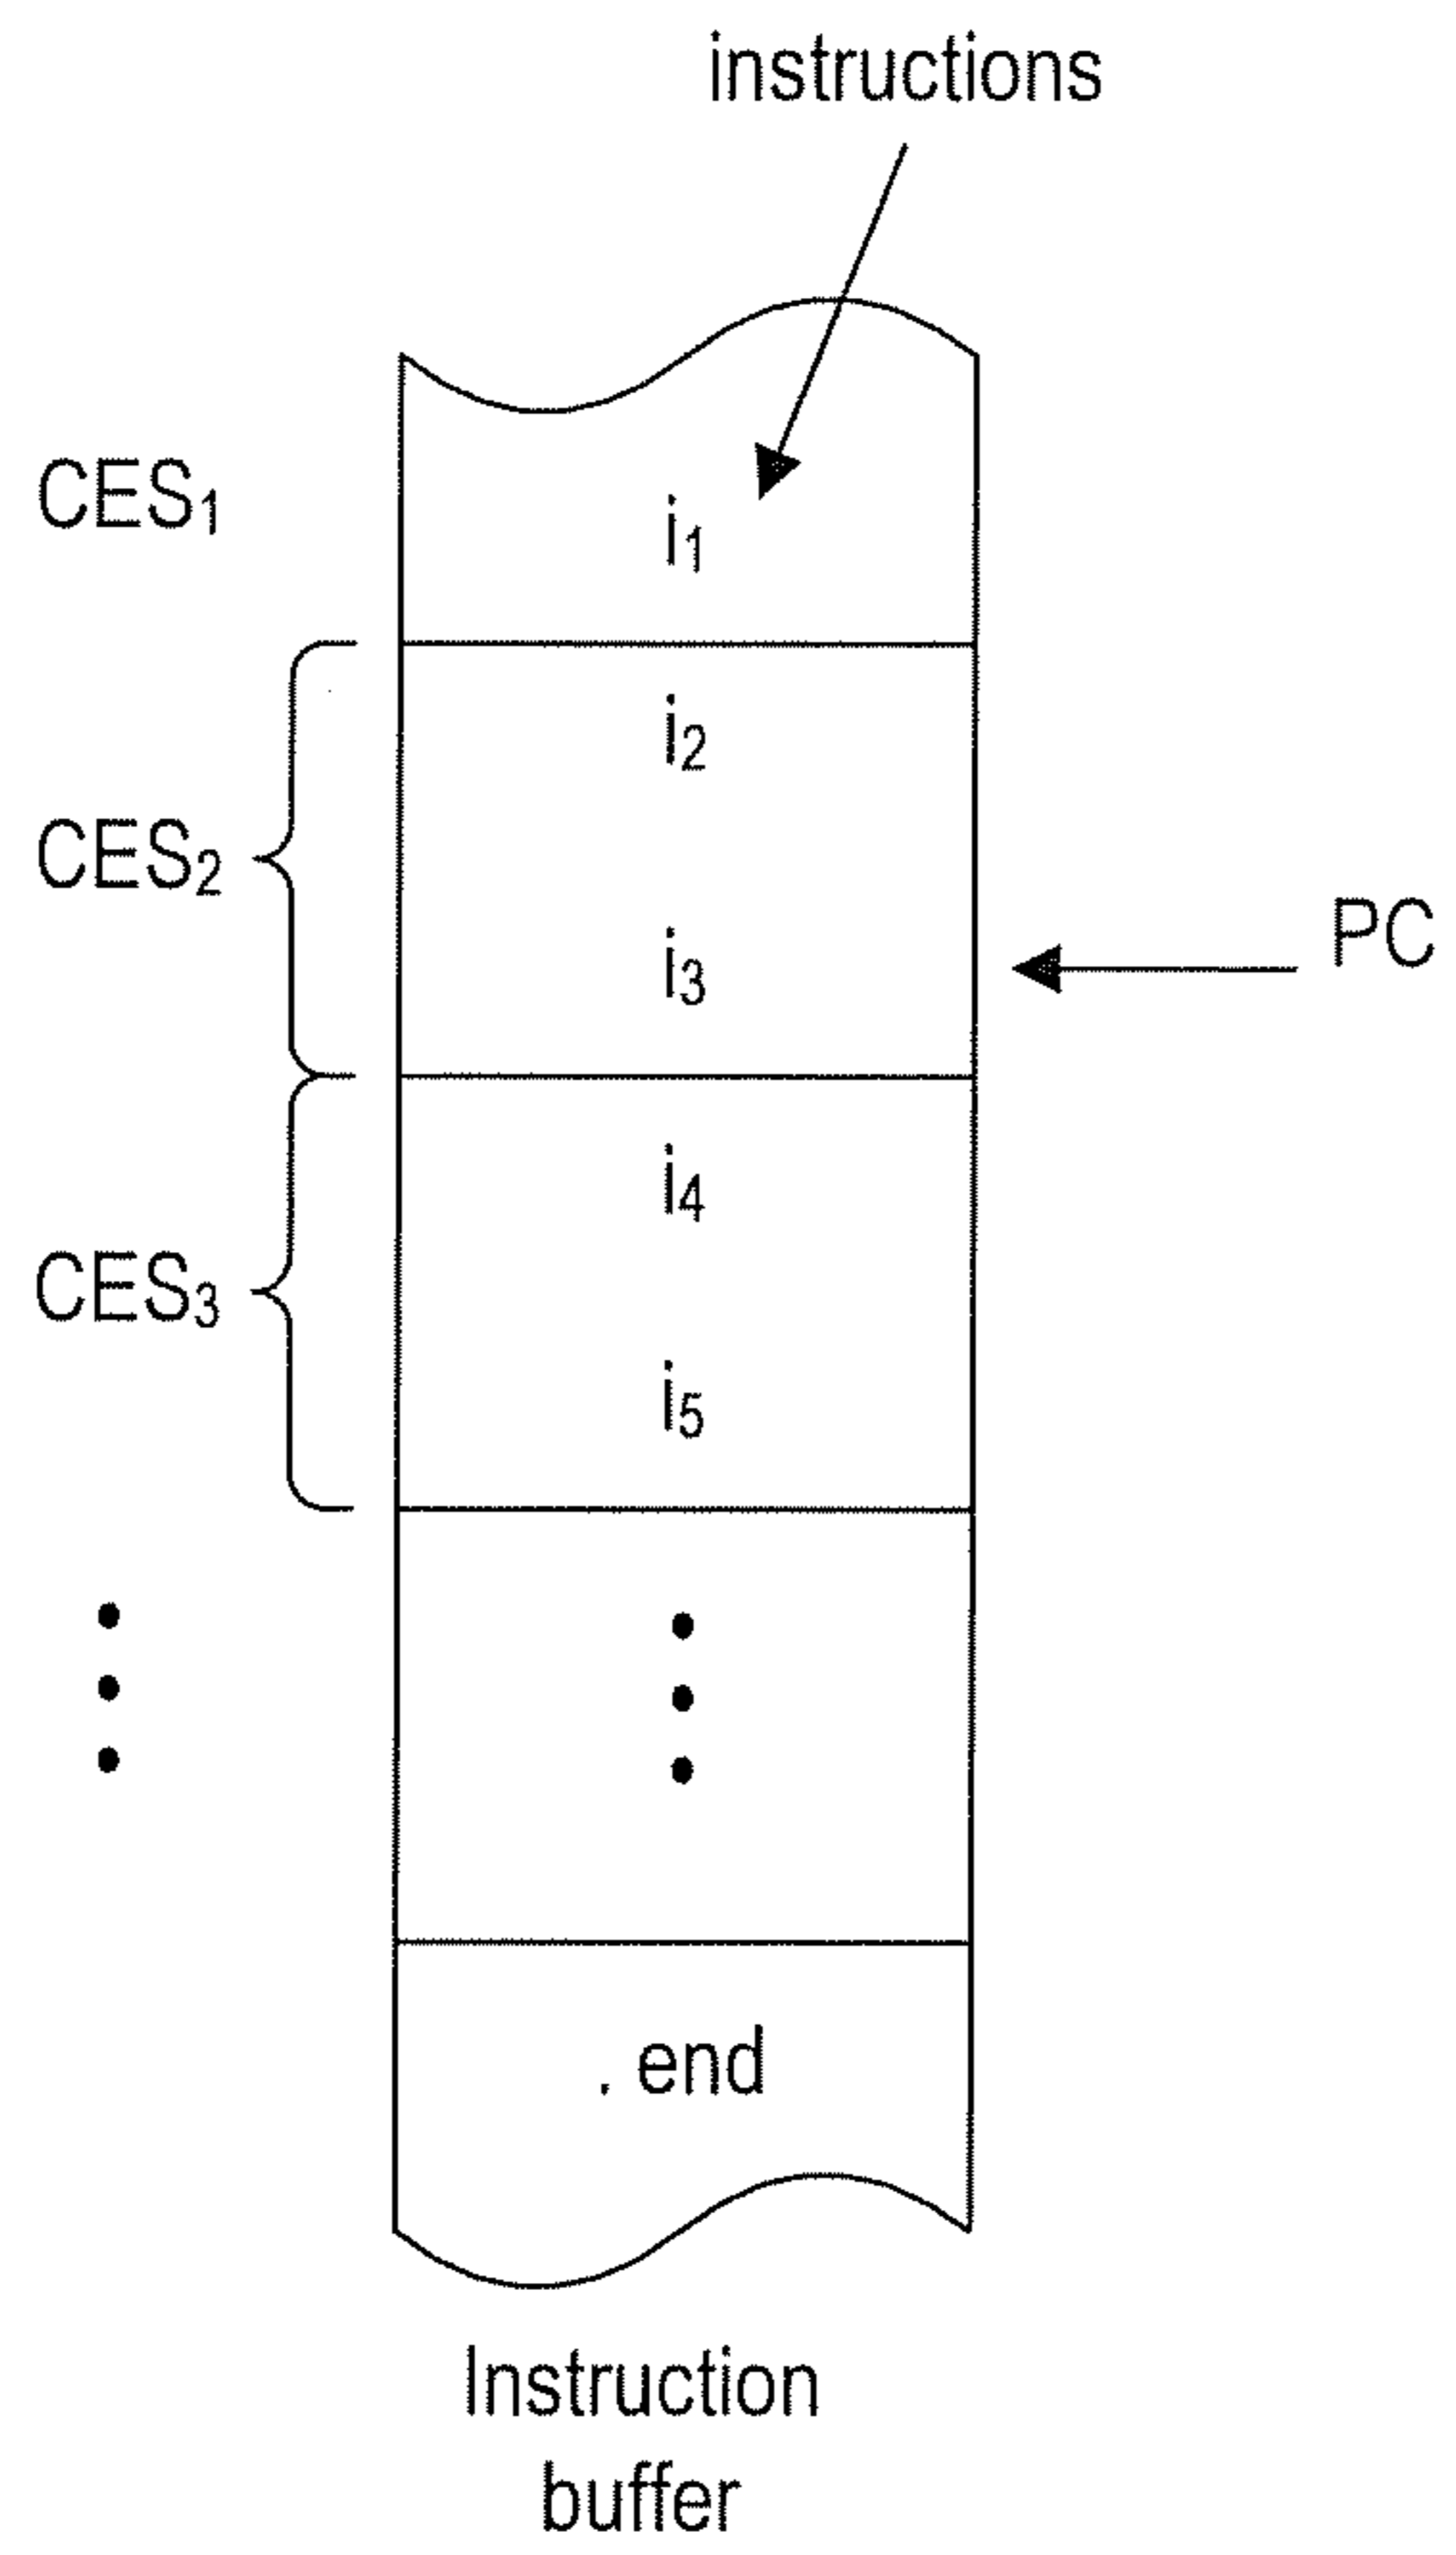 instructions
CES₁
i₁
i₂
CES₂
i₃
PC
i₄
CES₃
i₅
. end
Instruction
buffer